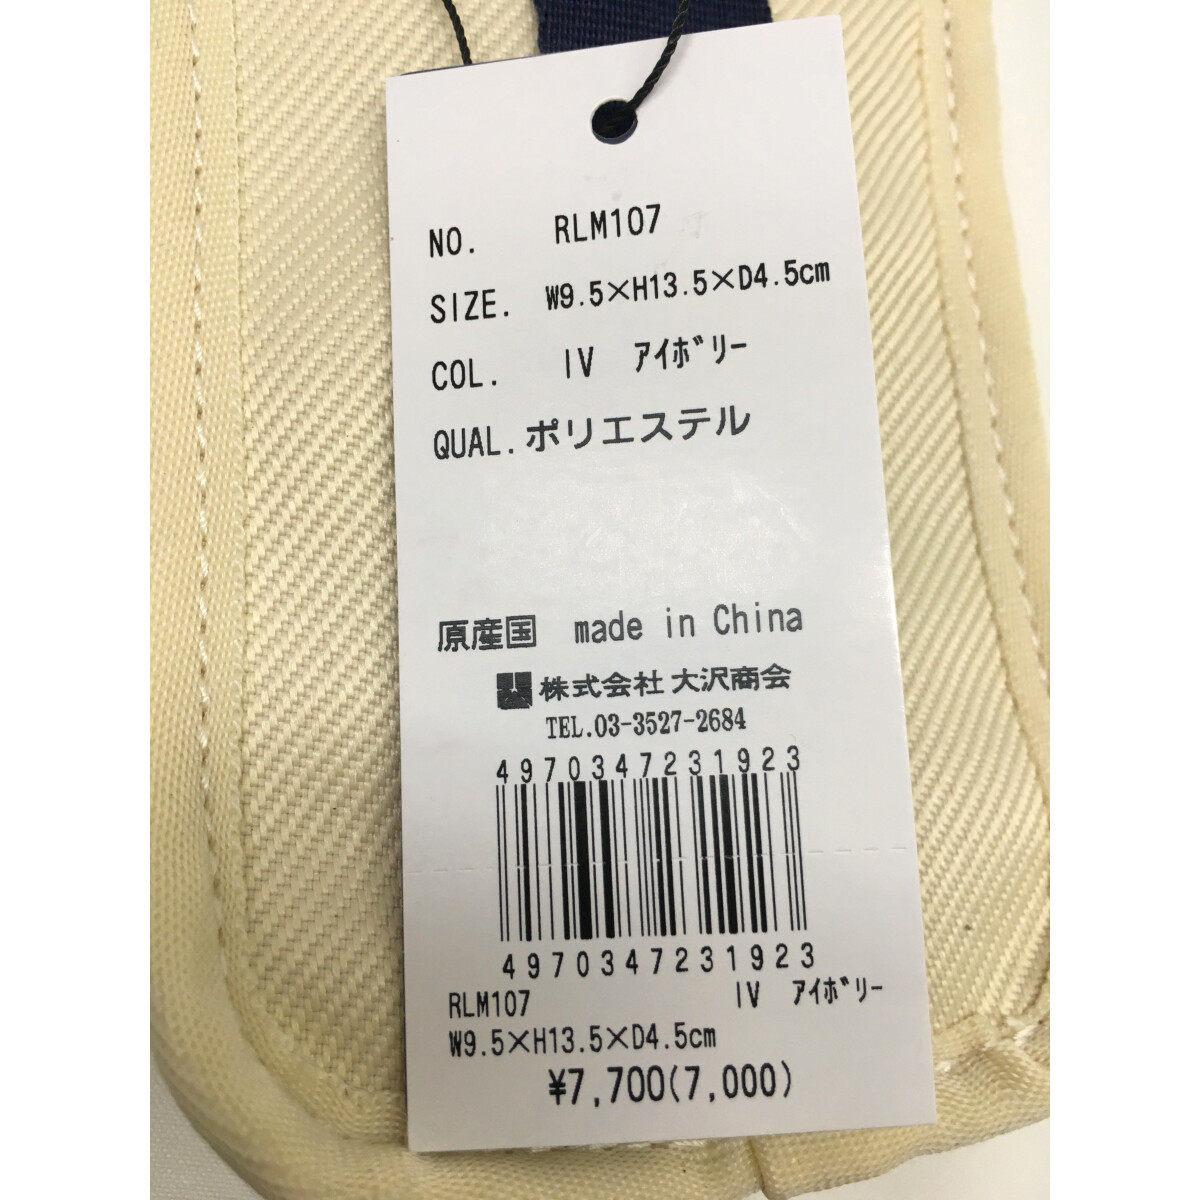 NO. RLM107
SIZE. W9.5×H13.5×D4.5cm
COL. IV ｱｲﾎﾞﾘｰ
QUAL. ポリエステル
原産国 made in China
株式会社 大沢商会
TEL.03-3527-2684
4970347231923
4970347231923
RLM107 IV ｱｲﾎﾞﾘｰ
W9.5×H13.5×D4.5cm
¥7,700(7,000)